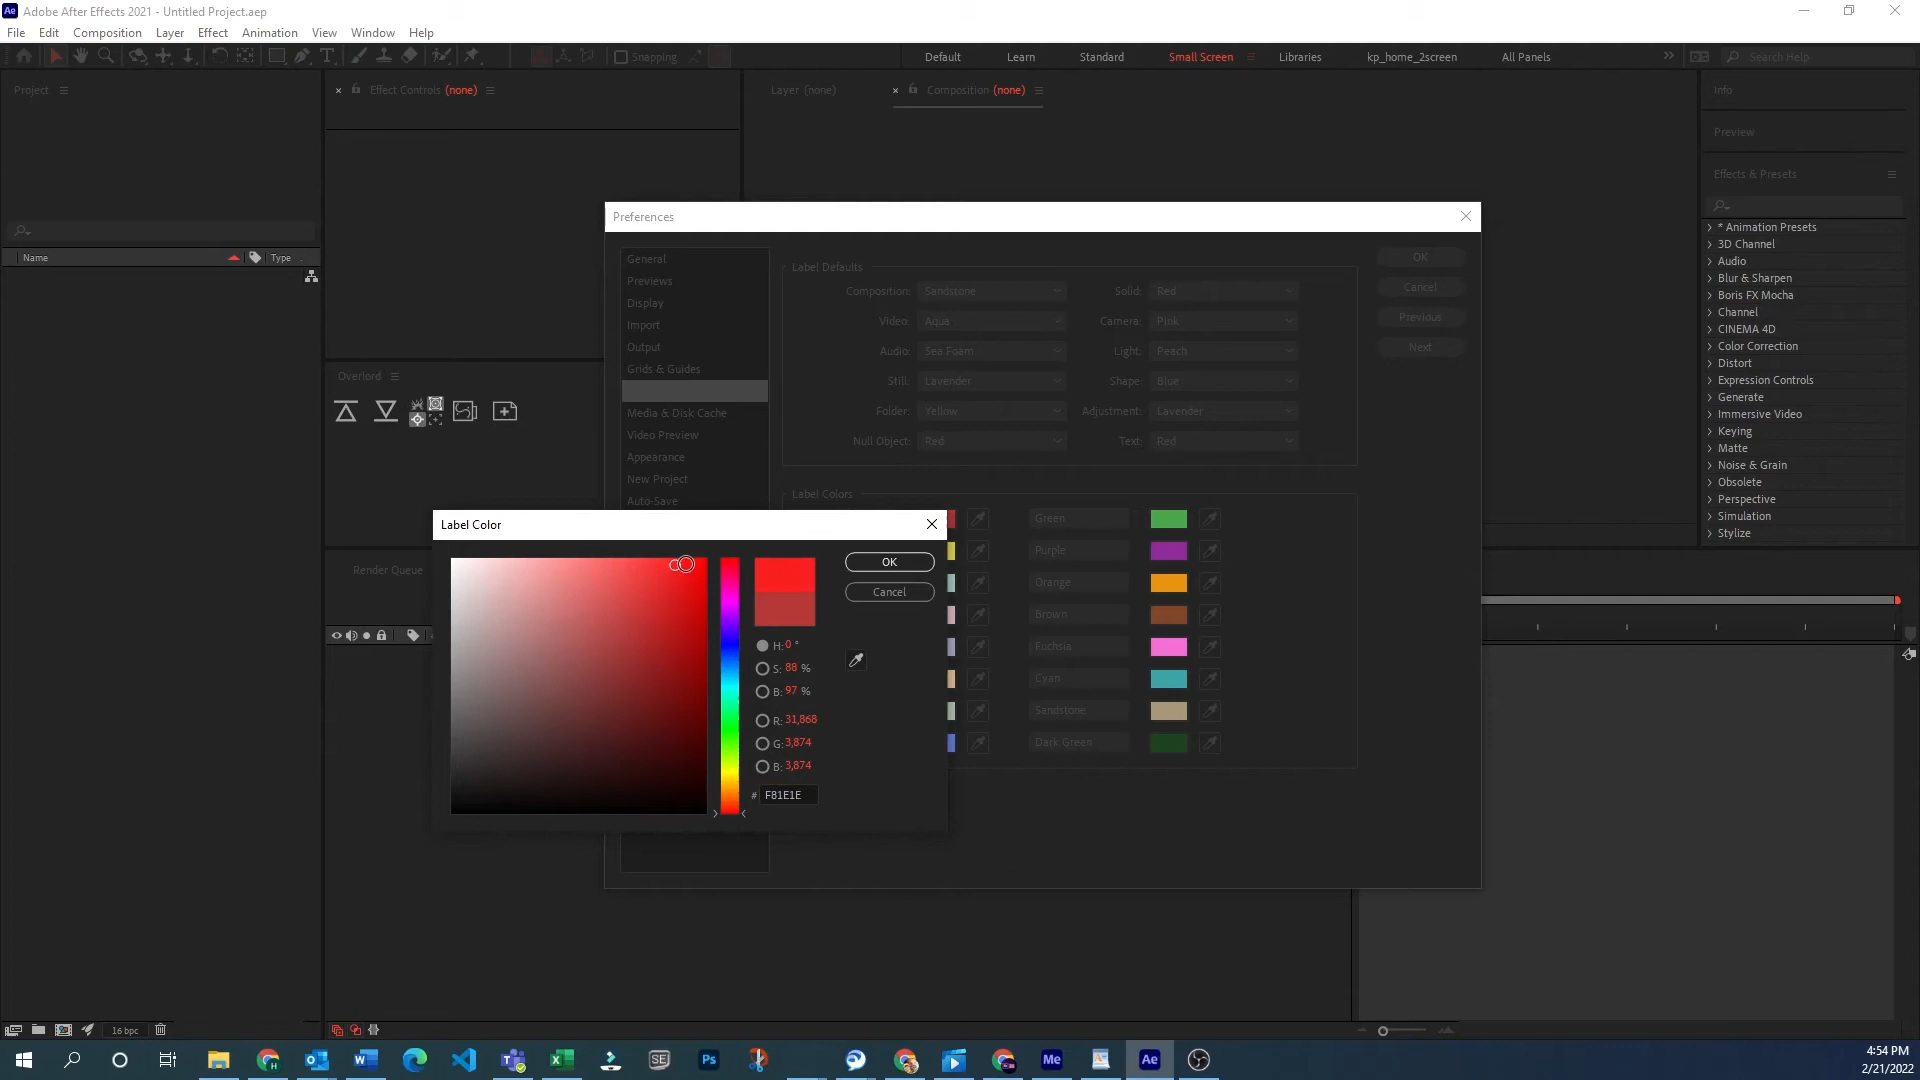 Adobe After Effects 2021 - Untitled Project.aep
File Edit Composition Layer Effect Animation View Window Help
Snapping Default Learn Standard Small Screen Libraries kp_home_2screen All Panels Search Help
Project Effect Controls (none) Layer (none) Composition (none) Info
Preview
Effects & Presets
Name Type
* Animation Presets
3D Channel
Audio
Blur & Sharpen
Boris FX Mocha
Channel
CINEMA 4D
Color Correction
Distort
Expression Controls
Generate
Immersive Video
Keying
Matte
Noise & Grain
Obsolete
Perspective
Simulation
Stylize
Overlord
Render Queue
Preferences
General
Previews
Display
Import
Output
Grids & Guides
Media & Disk Cache
Video Preview
Appearance
New Project
Auto-Save
Label Defaults
Composition: Sandstone Solid: Red
Video: Aqua Camera: Pink
Audio: Sea Foam Light: Peach
Still: Lavender Shape: Blue
Folder: Yellow Adjustment: Lavender
Null Object: Red Text: Red
OK
Cancel
Previous
Next
Label Colors
Green
Purple
Orange
Brown
Fuchsia
Cyan
Sandstone
Dark Green
Label Color
OK
Cancel
H: 0 °
S: 88 %
B: 97 %
R: 31,868
G: 3,874
B: 3,874
# F81E1E
16 bpc
H SE Ps Me Ae
4:54 PM
2/21/2022